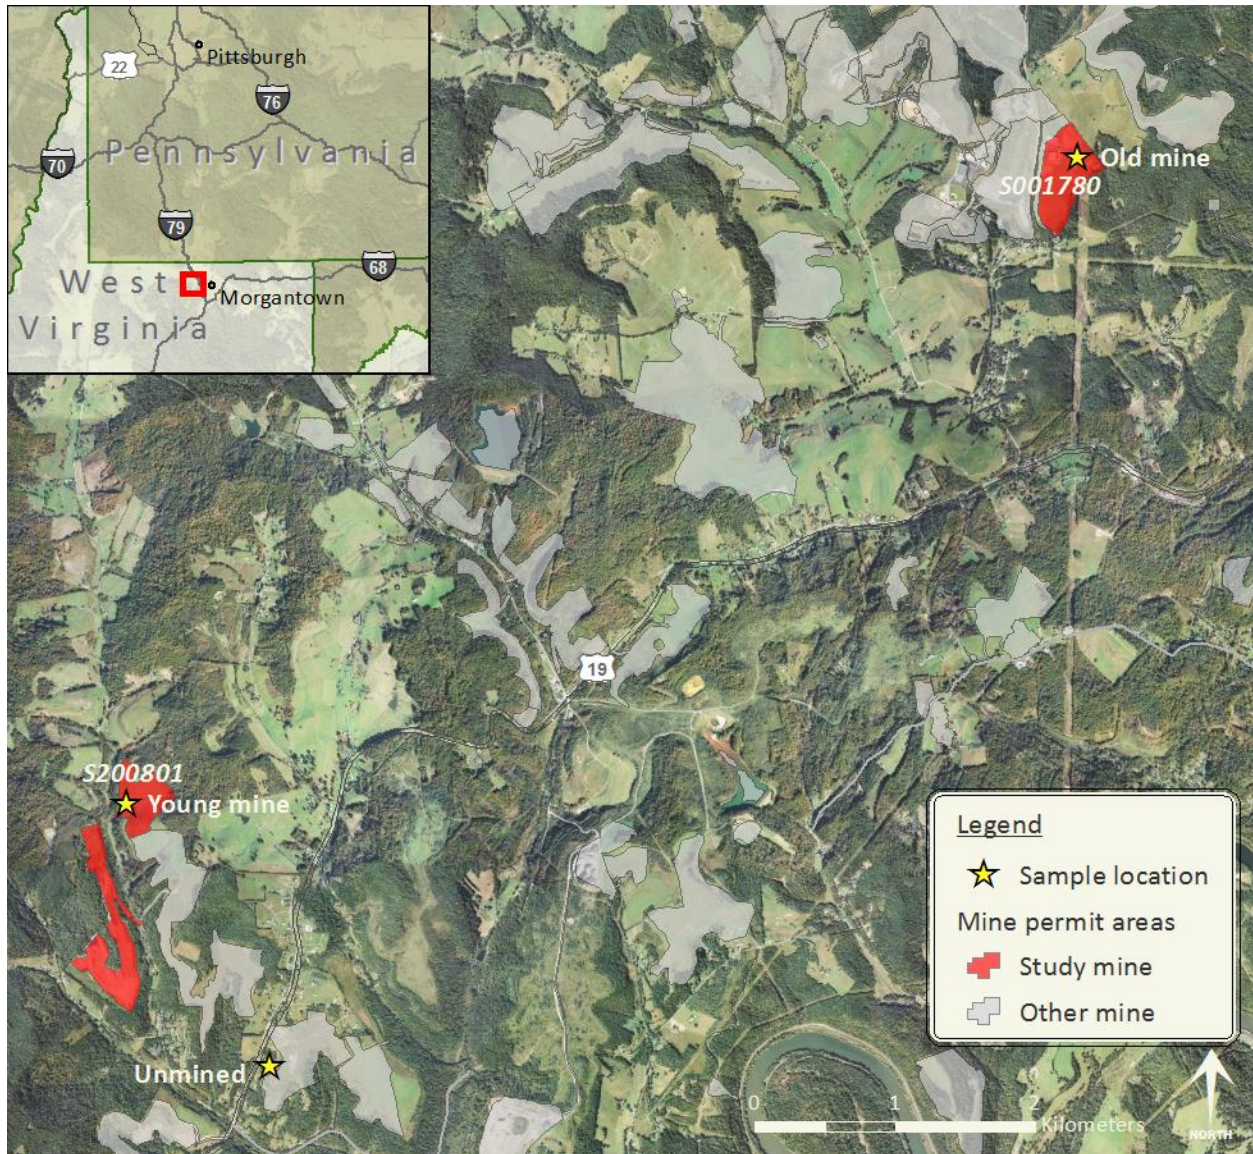 Pittsburgh
22
76
Pennsylvania
70
79
68
West
Morgantown
Virginia
Old mine
S001780
19
S200801
Young mine
Unmined
Legend
Sample location
Mine permit areas
Study mine
Other mine
0 1 2
Kilometers
NORTH